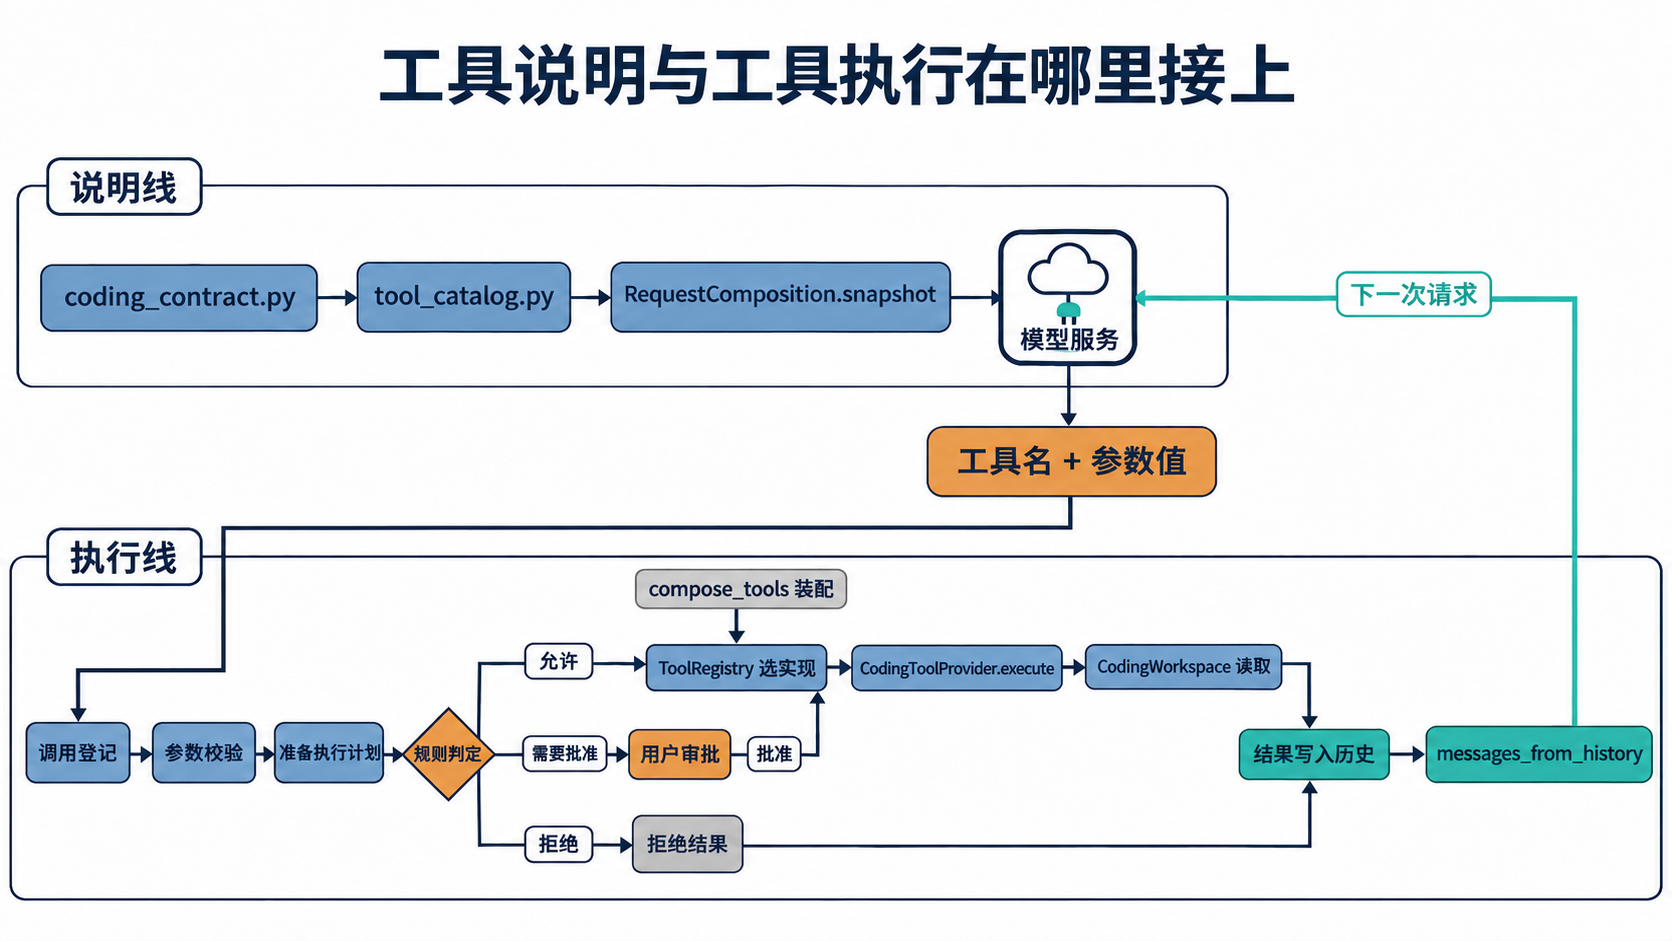 工具说明与工具执行在哪里接上
说明线
coding_contract.py
tool_catalog.py
RequestComposition.snapshot
模型服务
下一次请求
工具名 + 参数值
执行线
compose_tools 装配
允许
ToolRegistry 选实现
CodingToolProvider.execute
CodingWorkspace 读取
调用登记
参数校验
准备执行计划
规则判定
需要批准
用户审批
批准
结果写入历史
messages_from_history
拒绝
拒绝结果